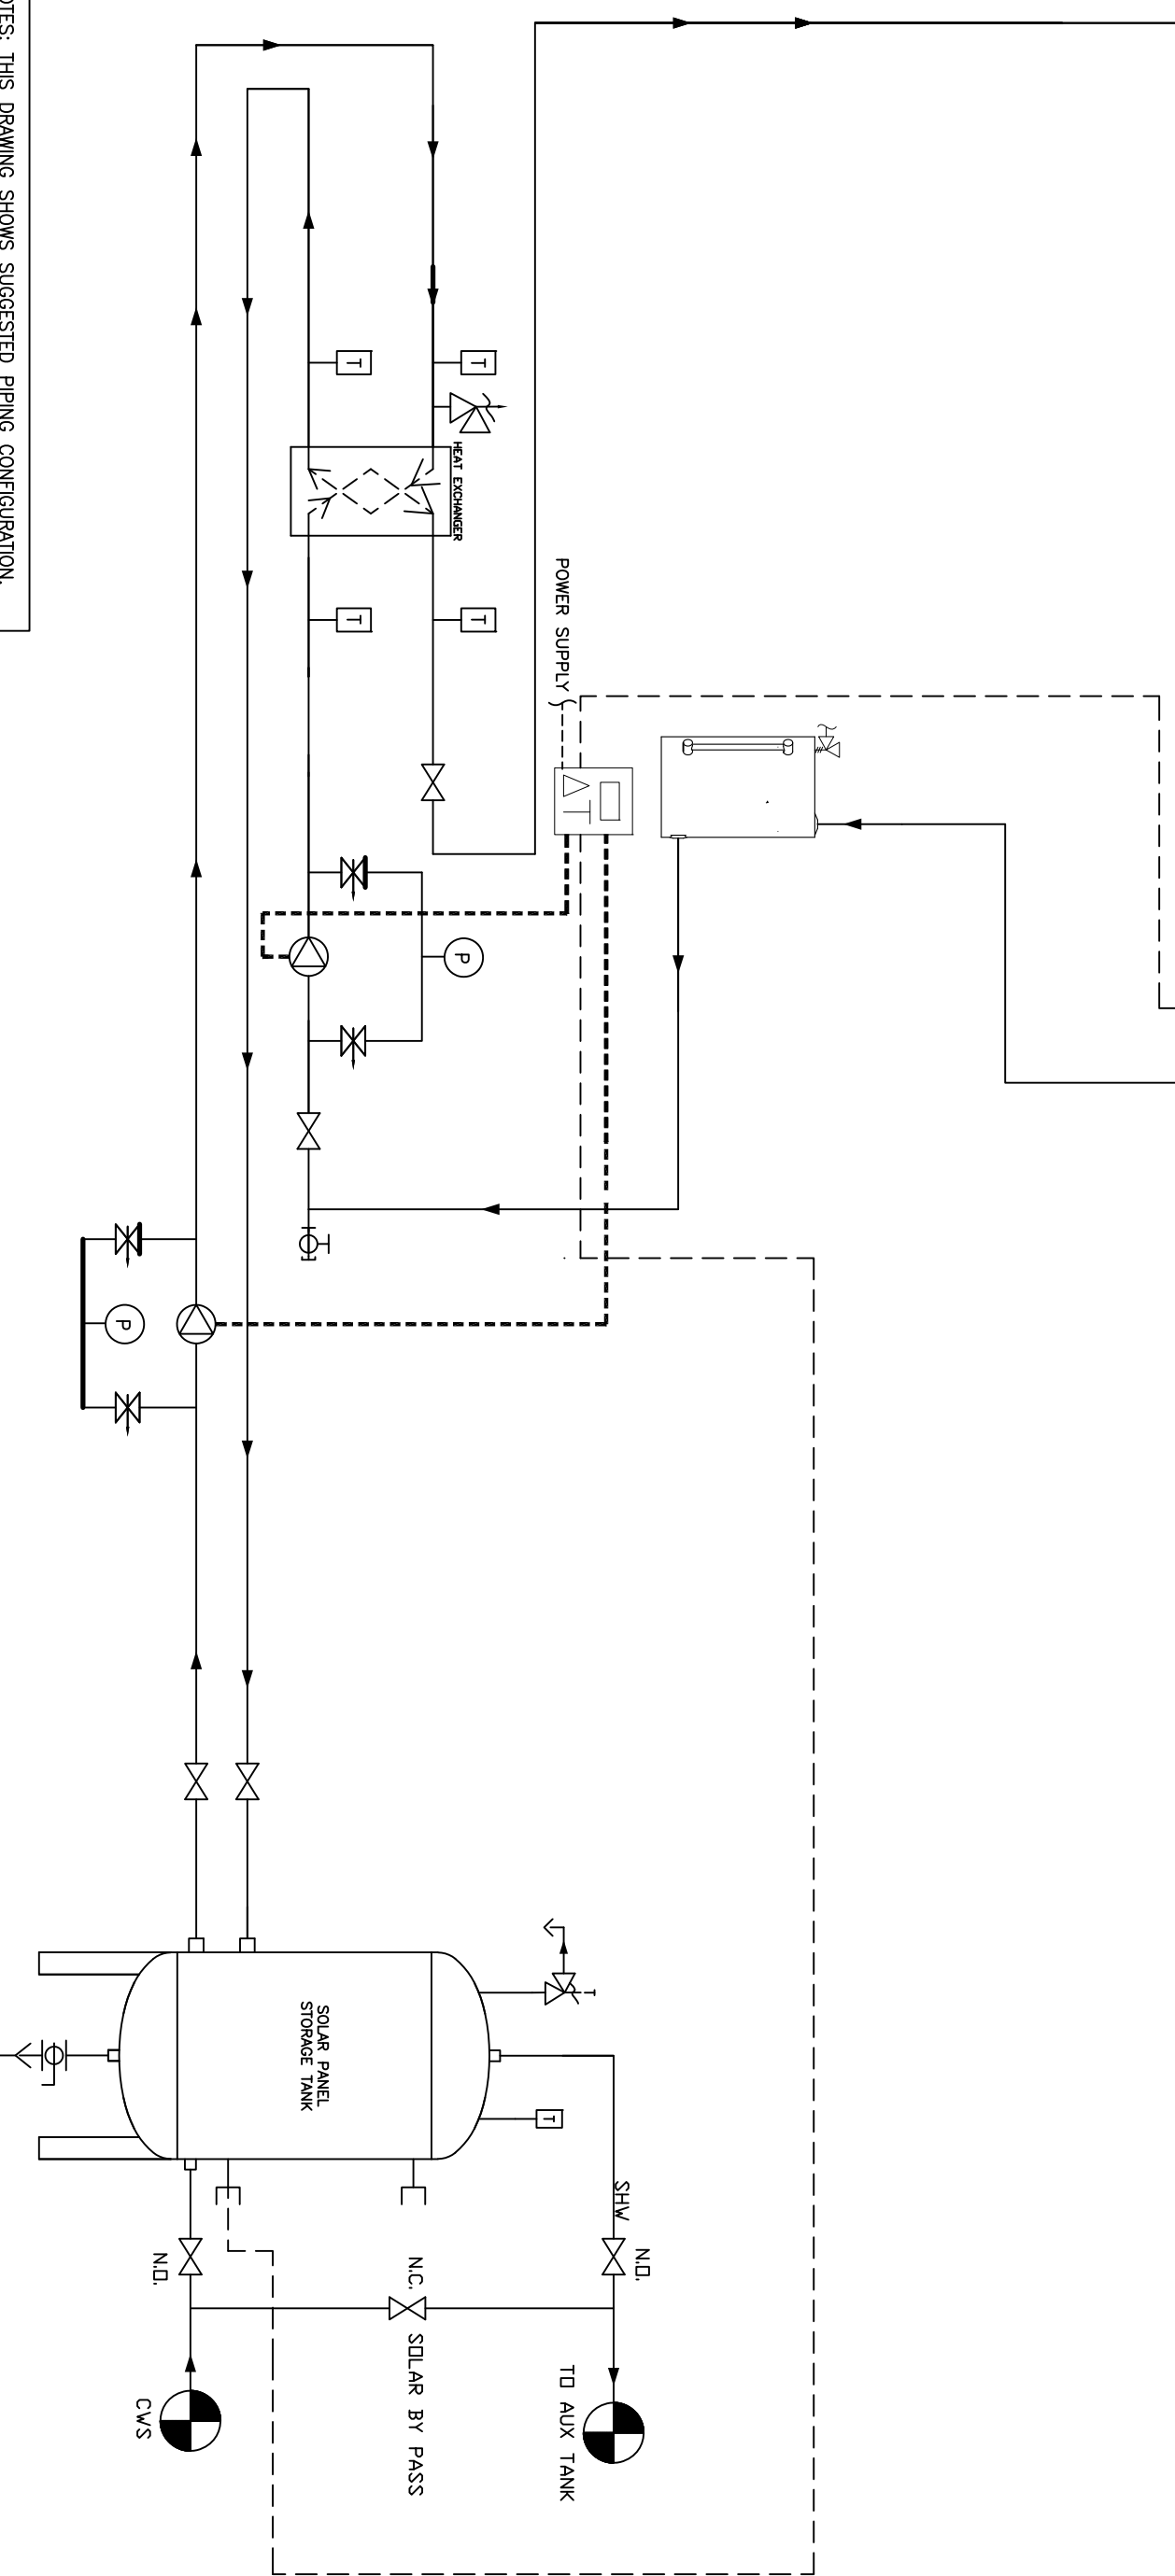 OTES: THIS DRAWING SHOWS SUGGESTED PIPING CONFIGURATION.
HEAT EXCHANGER
T
T
T
T
POWER SUPPLY
ΔT
P
P
SOLAR PANEL
STORAGE TANK
T
SHW
N.O.
N.O.
N.C.
SOLAR BY PASS
TO AUX TANK
CWS